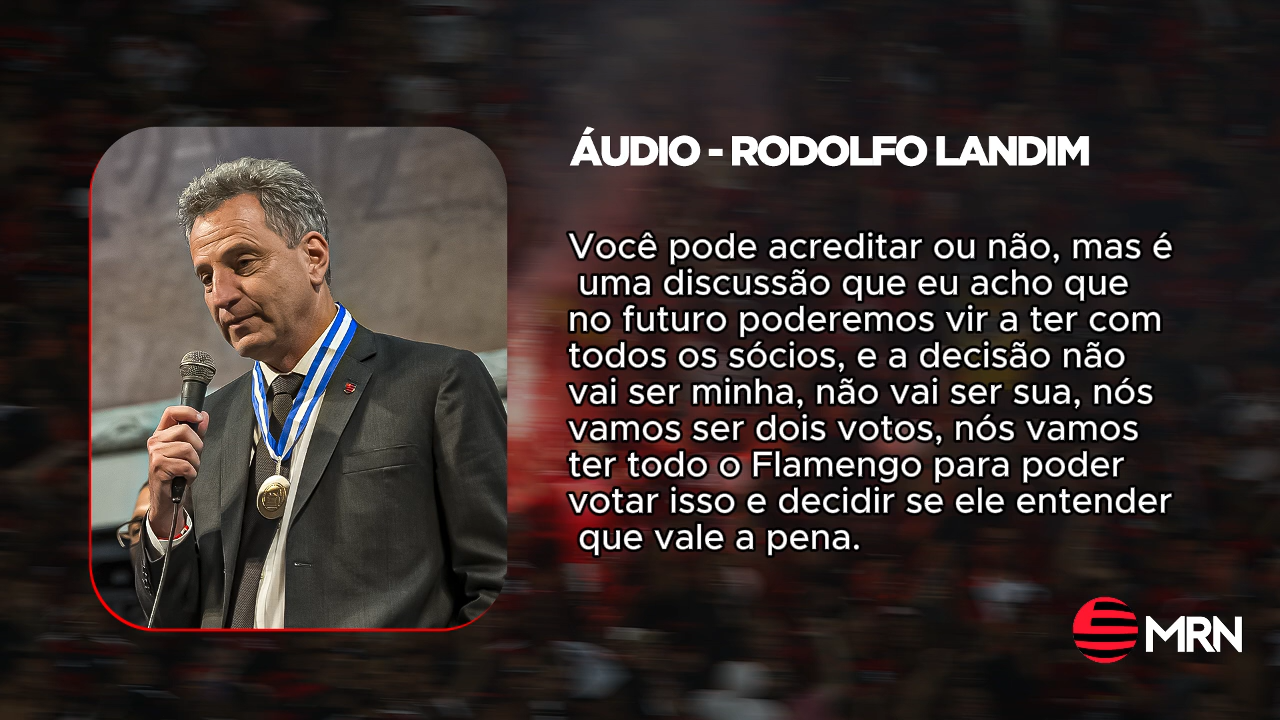 ÁUDIO - RODOLFO LANDIM
Você pode acreditar ou não, mas é
uma discussão que eu acho que
no futuro poderemos vir a ter com
todos os sócios, e a decisão não
vai ser minha, não vai ser sua, nós
vamos ser dois votos, nós vamos
ter todo o Flamengo para poder
votar isso e decidir se ele entender
que vale a pena.
MRN